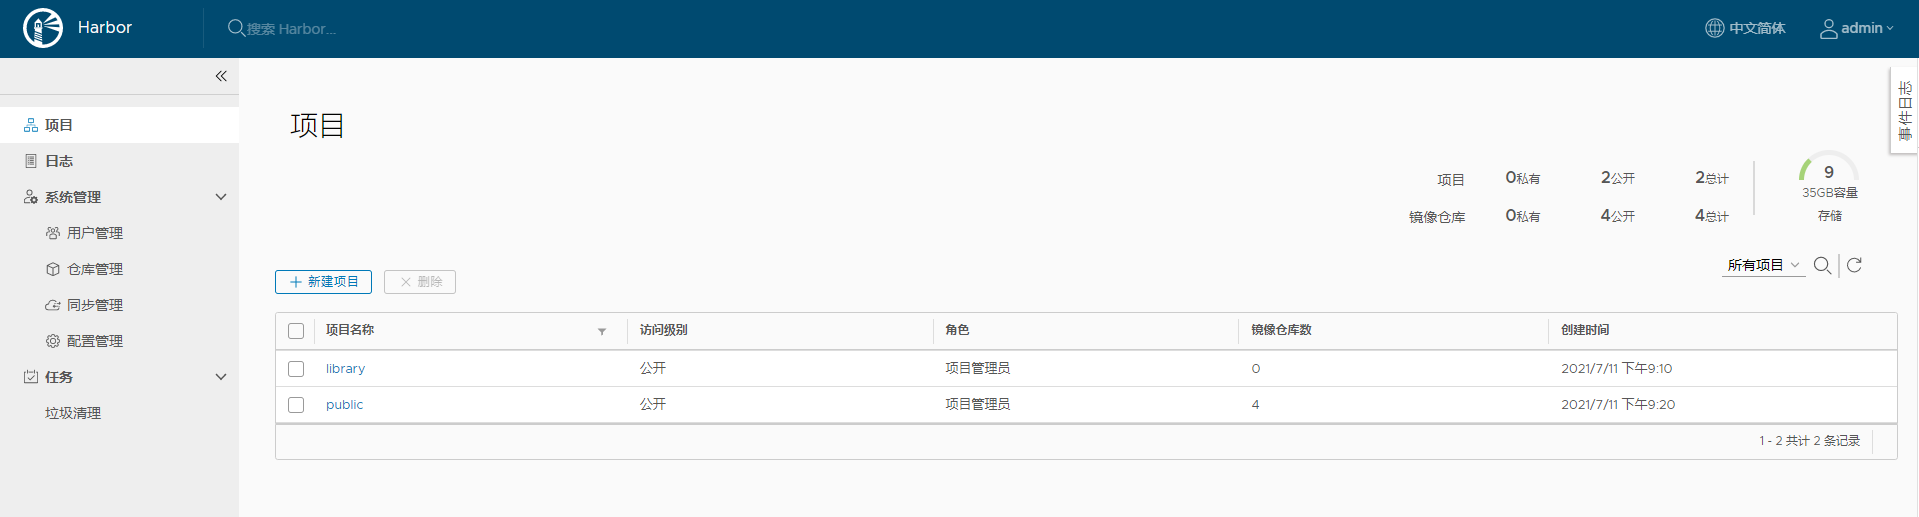 Harbor
搜索 Harbor...
中文简体
admin
项目
日志
系统管理
用户管理
仓库管理
同步管理
配置管理
任务
垃圾清理
项目
事件日志
项目 0私有 2公开 2总计
镜像仓库 0私有 4公开 4总计
9
35GB容量
存储
新建项目 删除
所有项目
项目名称 访问级别 角色 镜像仓库数 创建时间
library 公开 项目管理员 0 2021/7/11 下午9:10
public 公开 项目管理员 4 2021/7/11 下午9:20
1 - 2 共计 2 条记录